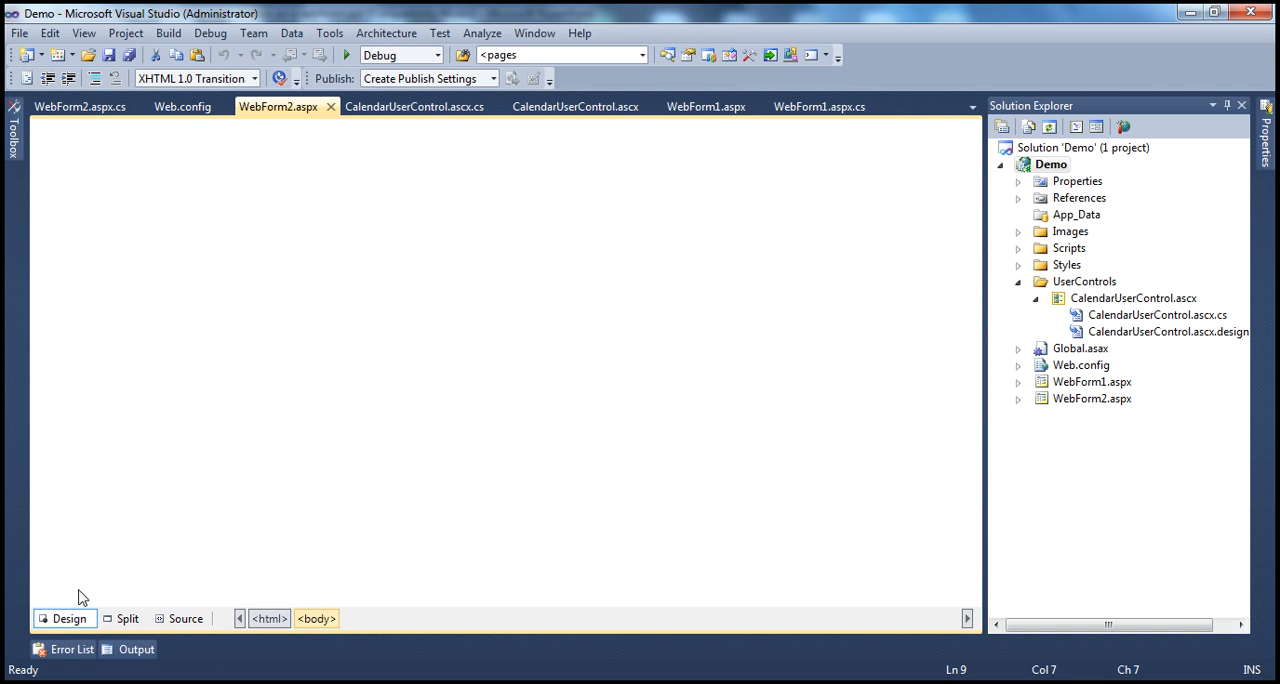 Demo - Microsoft Visual Studio (Administrator)
File Edit View Project Build Debug Team Data Tools Architecture Test Analyze Window Help
Debug <pages
XHTML 1.0 Transition Publish: Create Publish Settings
WebForm2.aspx.cs Web.config WebForm2.aspx CalendarUserControl.ascx.cs CalendarUserControl.ascx WebForm1.aspx WebForm1.aspx.cs
Toolbox
Solution Explorer
Properties
Solution 'Demo' (1 project)
Demo
Properties
References
App_Data
Images
Scripts
Styles
UserControls
CalendarUserControl.ascx
CalendarUserControl.ascx.cs
CalendarUserControl.ascx.design
Global.asax
Web.config
WebForm1.aspx
WebForm2.aspx
Design Split Source <html> <body>
Error List Output
Ready Ln 9 Col 7 Ch 7 INS